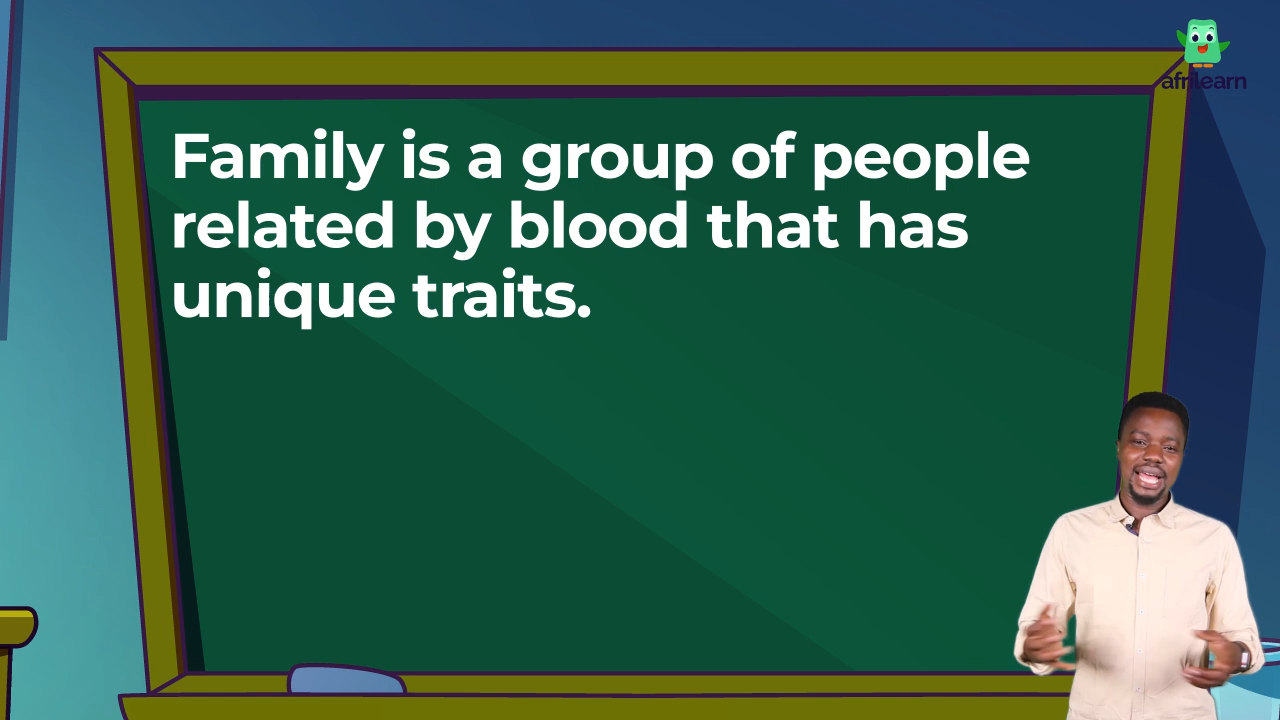 afrilearn
Family is a group of people
related by blood that has
unique traits.